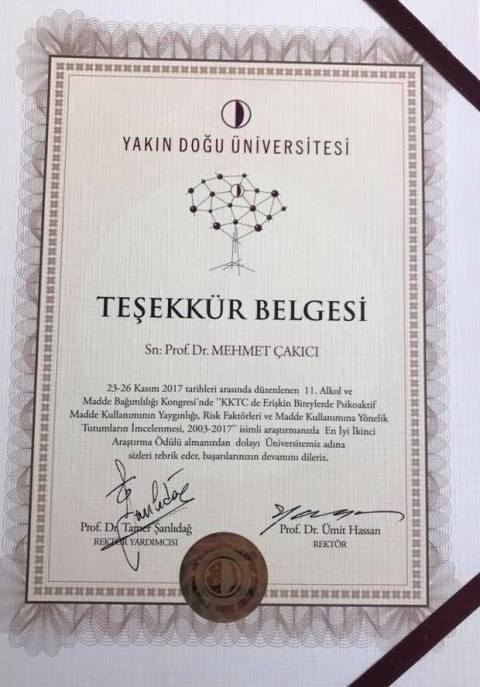 YAKIN DOĞU ÜNİVERSİTESİ
TEŞEKKÜR BELGESİ
Sn: Prof. Dr. MEHMET ÇAKICI
23-26 Kasım 2017 tarihleri arasında düzenlenen 11. Alkol ve
Madde Bağımlılığı Kongresi'nde "KKTC de Erişkin Bireylerde Psikoaktif
Madde Kullanımının Yaygınlığı, Risk Faktörleri ve Madde Kullanımına Yönelik
Tutumların İmcelenmesi, 2003-2017" isimli araştırmanızla En İyi İkinci
Araştırma Ödülü almanızdan dolayı Üniversitemiz adına
sizleri tebrik eder, başarılarınızın devamını dileriz.
Prof. Dr. Tamer Şanlıdağ
REKTÖR YARDIMCISI
Prof. Dr. Ümit Hassan
REKTÖR